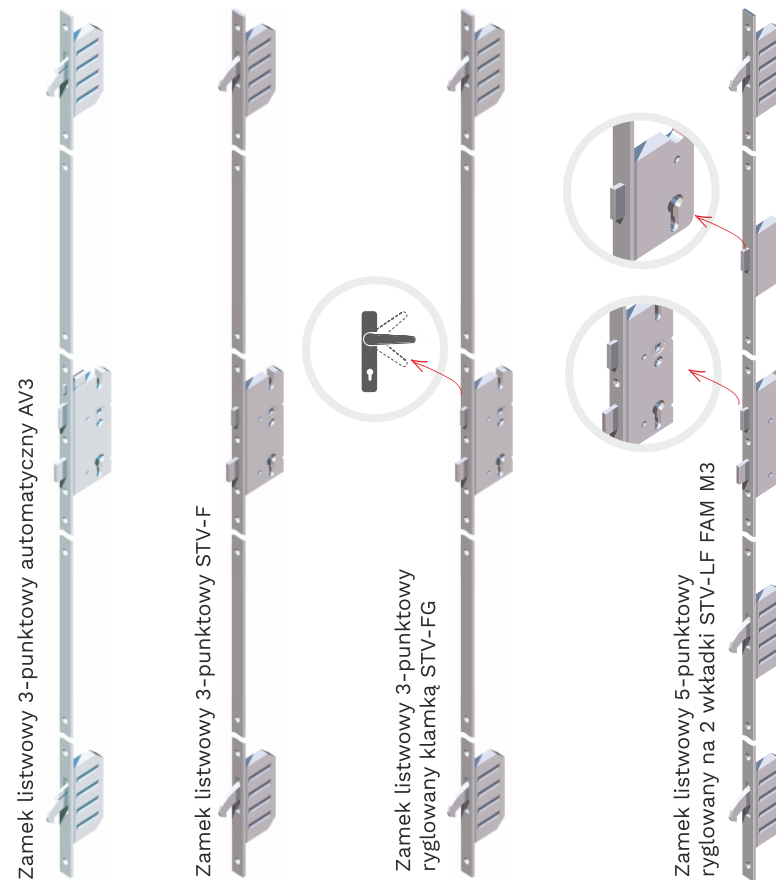 Zamek listwowy 3-punktowy automatyczny AV3
Zamek listwowy 3-punktowy STV-F
Zamek listwowy 3-punktowy
ryglowany klamką STV-FG
Zamek listwowy 5-punktowy
ryglowany na 2 wkładki STV-LF FAM M3